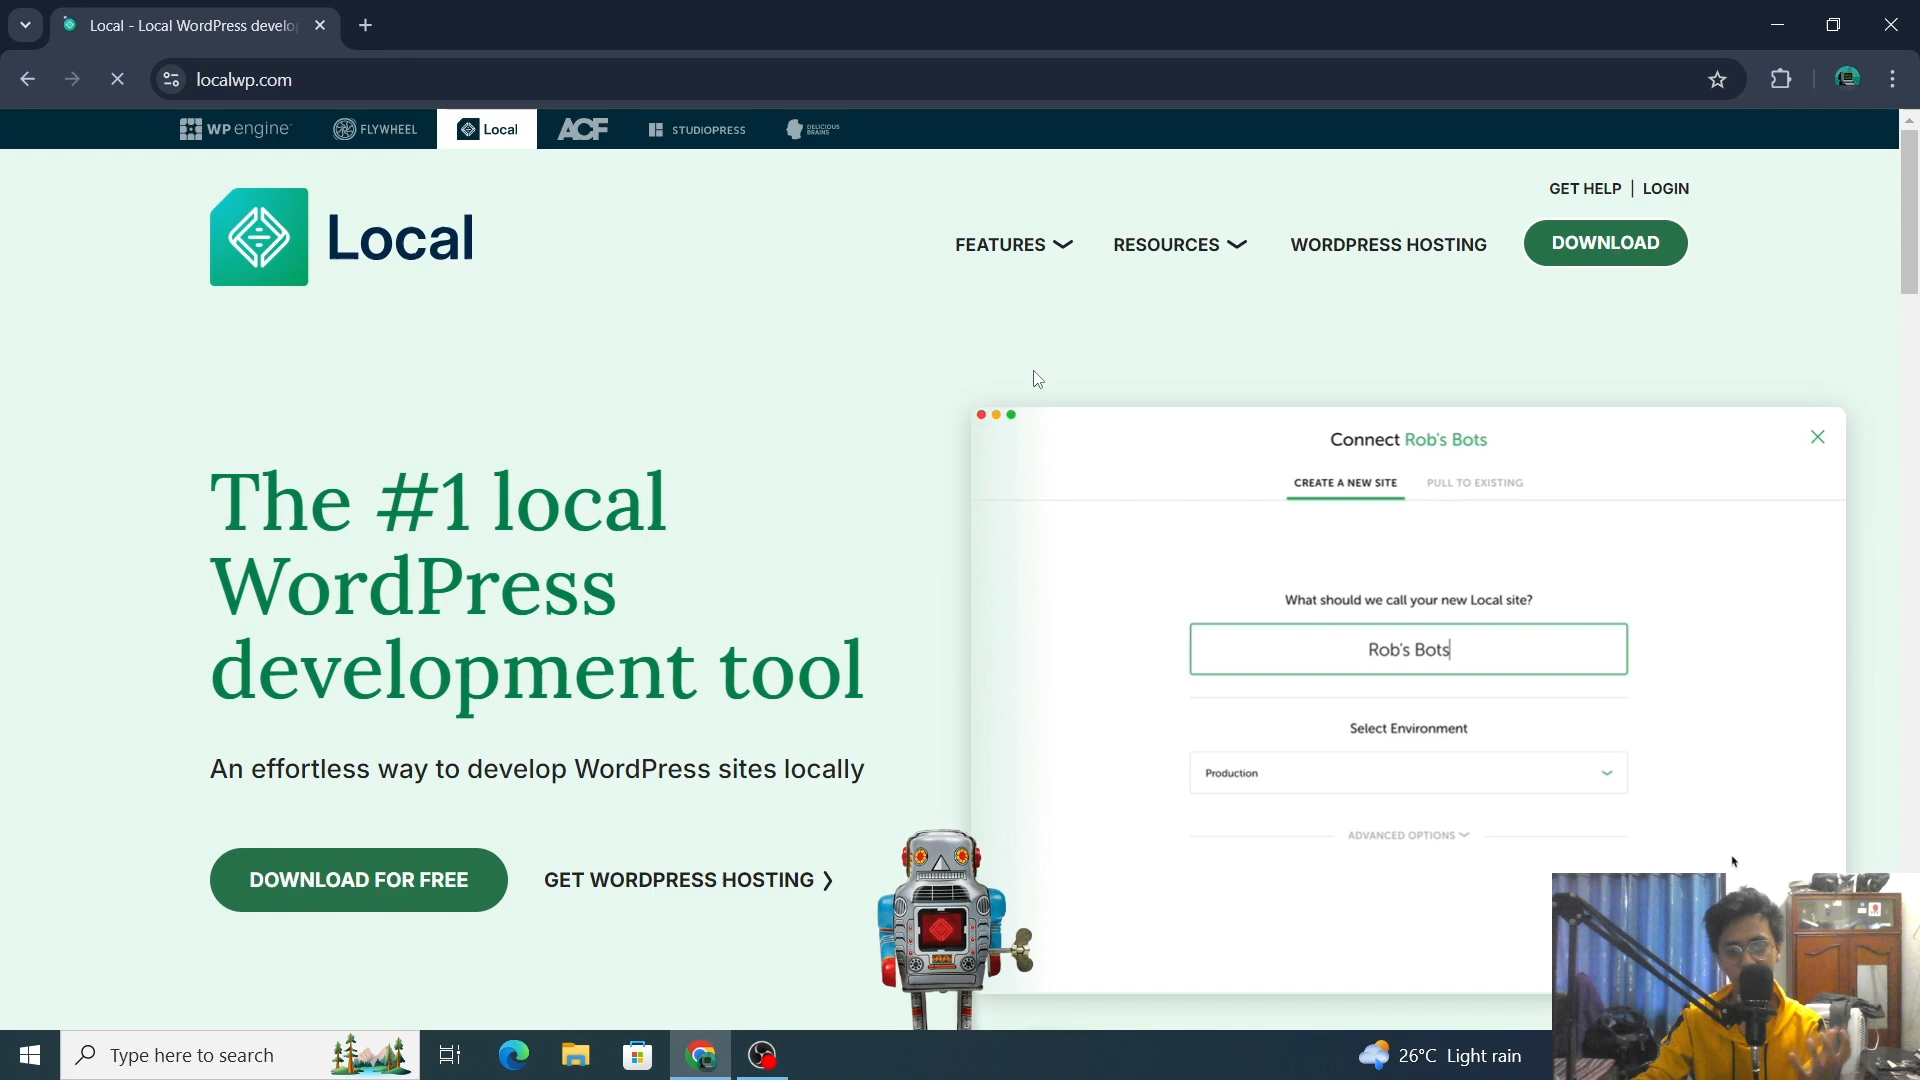 Local - Local WordPress develo
localwp.com
WP engine
FLYWHEEL
Local
ACF
STUDIOPRESS
DELICIOUS BRAINS
GET HELP | LOGIN
Local
FEATURES
RESOURCES
WORDPRESS HOSTING
DOWNLOAD
Connect Rob's Bots
CREATE A NEW SITE
PULL TO EXISTING
The #1 local
WordPress
development tool
What should we call your new Local site?
Rob's Bots
Select Environment
An effortless way to develop WordPress sites locally
Production
ADVANCED OPTIONS
DOWNLOAD FOR FREE
GET WORDPRESS HOSTING
Type here to search
26°C Light rain